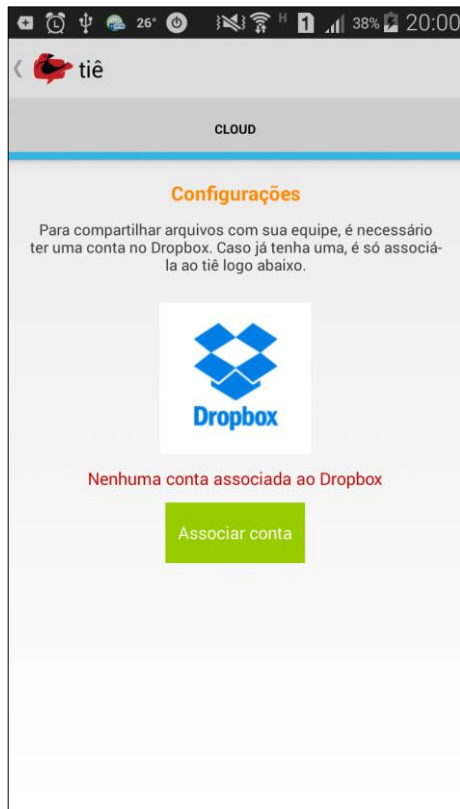 26° H 1 38% 20:00
tiê
CLOUD
Configurações
Para compartilhar arquivos com sua equipe, é necessário
ter uma conta no Dropbox. Caso já tenha uma, é só associá-
la ao tiê logo abaixo.
Dropbox
Nenhuma conta associada ao Dropbox
Associar conta